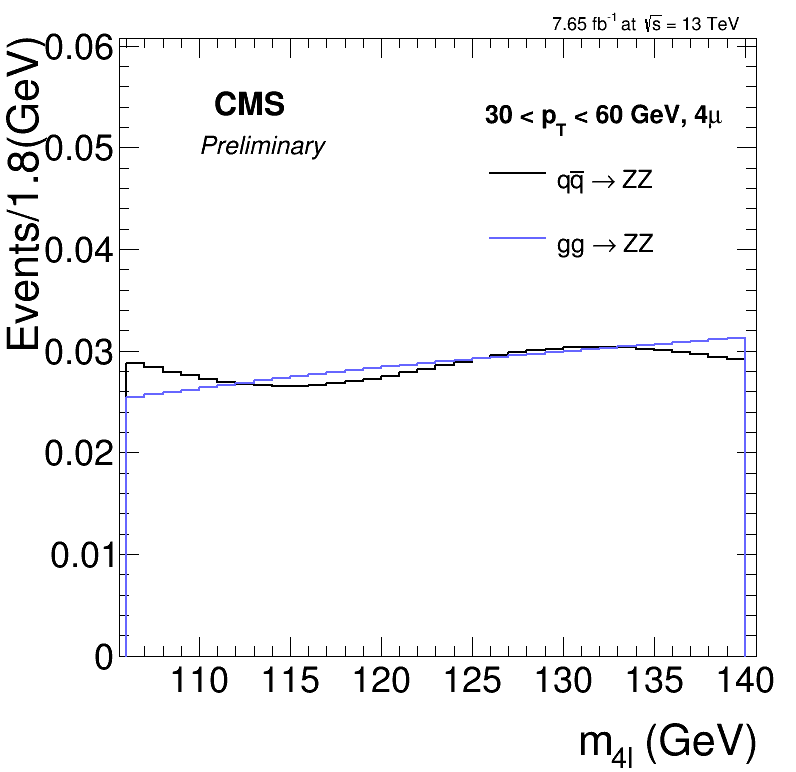 7.65 fb⁻¹ at √s = 13 TeV
CMS
Preliminary
30 < p_T < 60 GeV, 4μ
qq̅ → ZZ
gg → ZZ
Events/1.8(GeV)
0.06
0.05
0.04
0.03
0.02
0.01
0
110 115 120 125 130 135 140
m_4l (GeV)